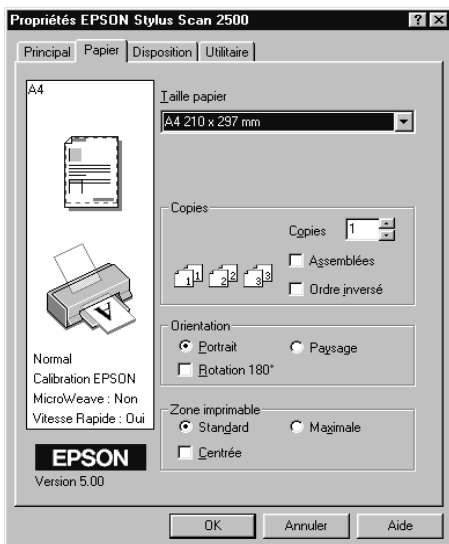 Propriétés EPSON Stylus Scan 2500
Principal Papier Disposition Utilitaire
A4
Taille papier
A4 210 x 297 mm
Copies
Copies 1
Assemblées
Ordre inversé
1 1 2 2 3 3
Orientation
Portrait Paysage
Rotation 180°
Normal
Calibration EPSON
MicroWeave : Non
Vitesse Rapide : Oui
Zone imprimable
Standard Maximale
Centrée
EPSON
Version 5.00
OK Annuler Aide